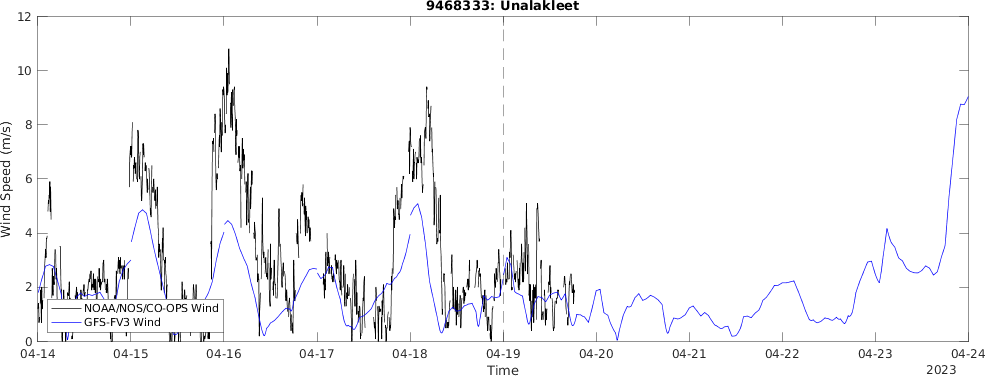 9468333: Unalakleet
Wind Speed (m/s)
12
10
8
6
4
2
0
NOAA/NOS/CO-OPS Wind
GFS-FV3 Wind
04-14 04-15 04-16 04-17 04-18 04-19 04-20 04-21 04-22 04-23 04-24
Time
2023